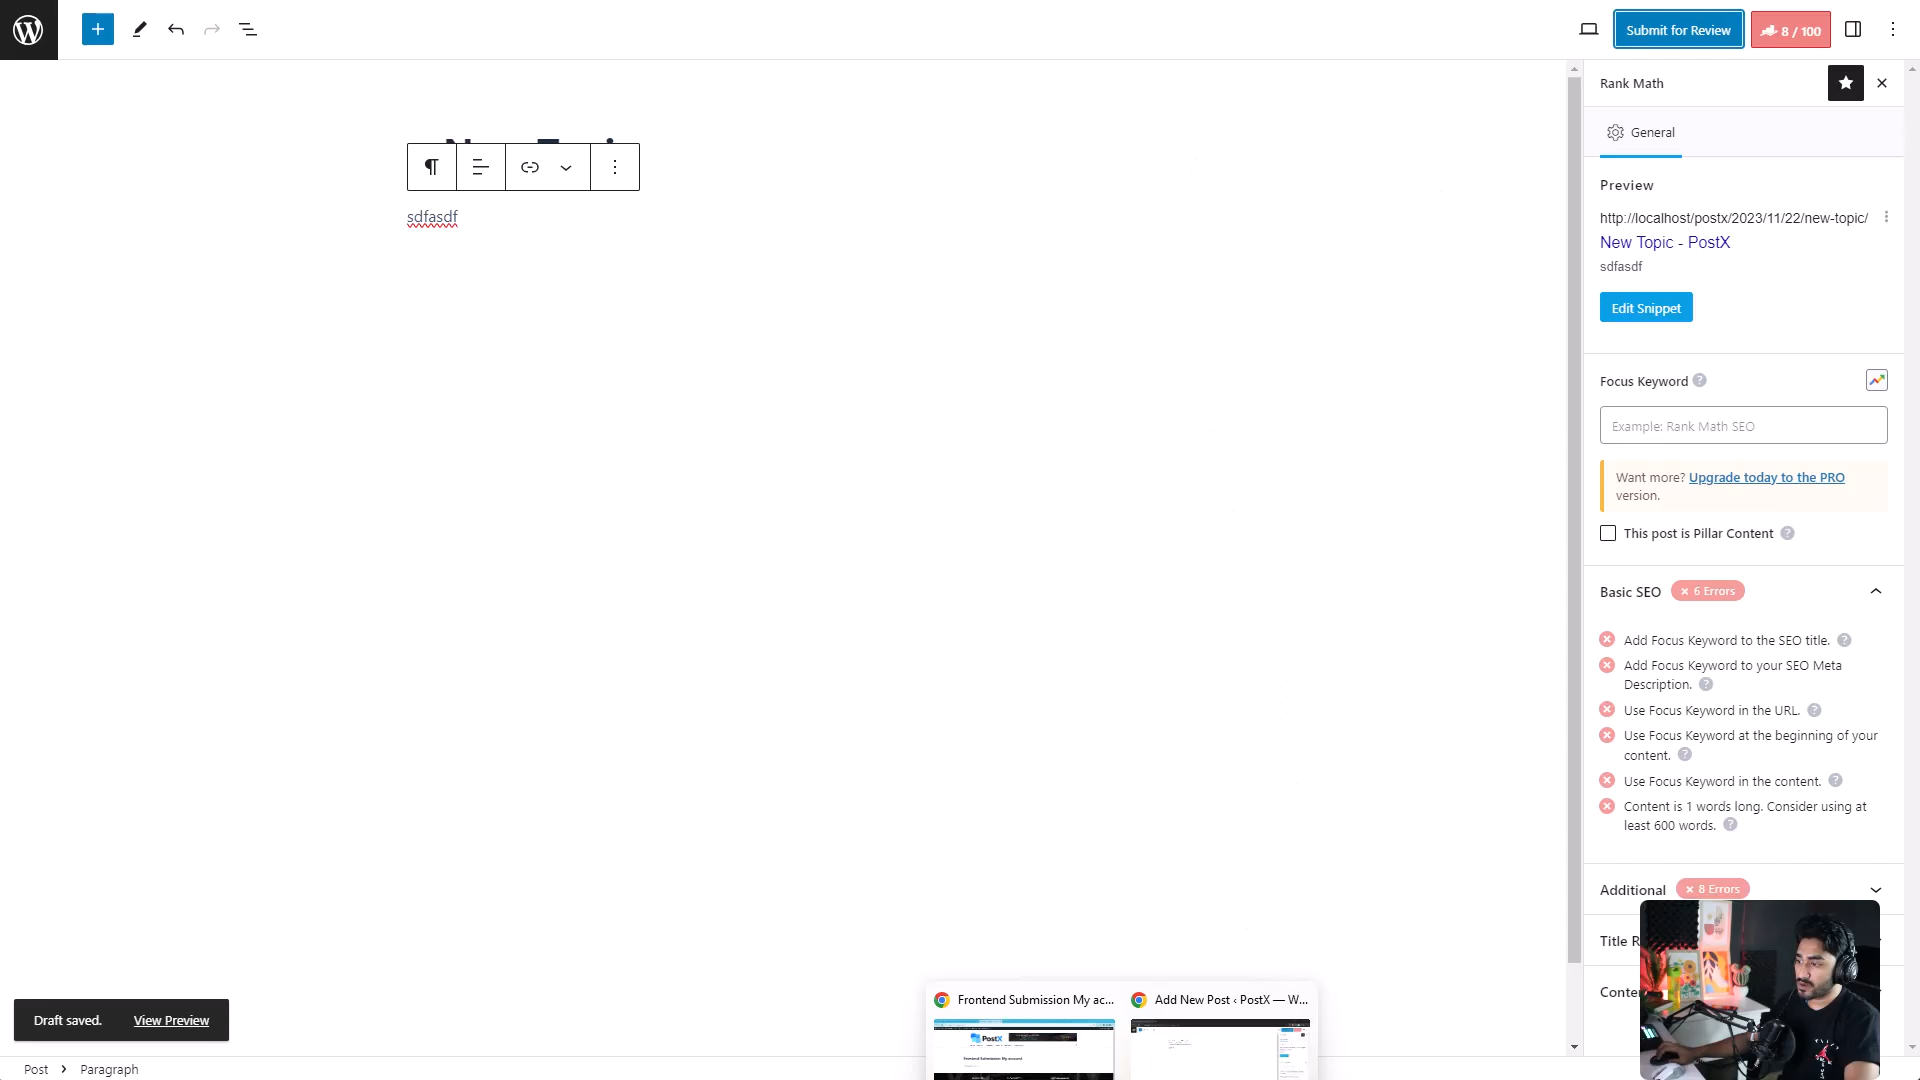 Submit for Review
8 / 100
Rank Math
General
sdfasdf
Preview
http://localhost/postx/2023/11/22/new-topic/
New Topic - PostX
sdfasdf
Edit Snippet
Focus Keyword
Example: Rank Math SEO
Want more? Upgrade today to the PRO
version.
This post is Pillar Content
Basic SEO
× 6 Errors
Add Focus Keyword to the SEO title.
Add Focus Keyword to your SEO Meta
Description.
Use Focus Keyword in the URL.
Use Focus Keyword at the beginning of your
content.
Use Focus Keyword in the content.
Content is 1 words long. Consider using at
least 600 words.
Additional
× 8 Errors
Title R
Conte
Draft saved. View Preview
Frontend Submission My ac...
Add New Post ‹ PostX — W...
PostX
Post
Paragraph